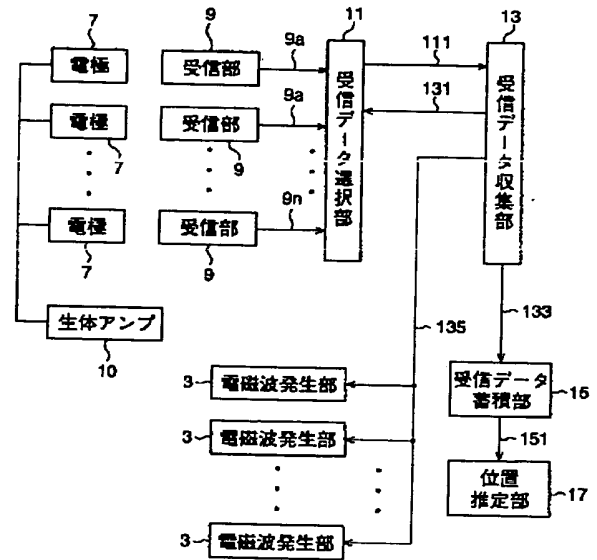 7
9
11
13
電極
受信部
9a
111
電極
受信部
9a
131
7
9
受信データ選択部
受信データ収集部
電極
受信部
9n
7
9
生体アンプ
10
135
133
3
電磁波発生部
受信データ
蓄積部
15
3
電磁波発生部
151
位置
推定部
17
3
電磁波発生部